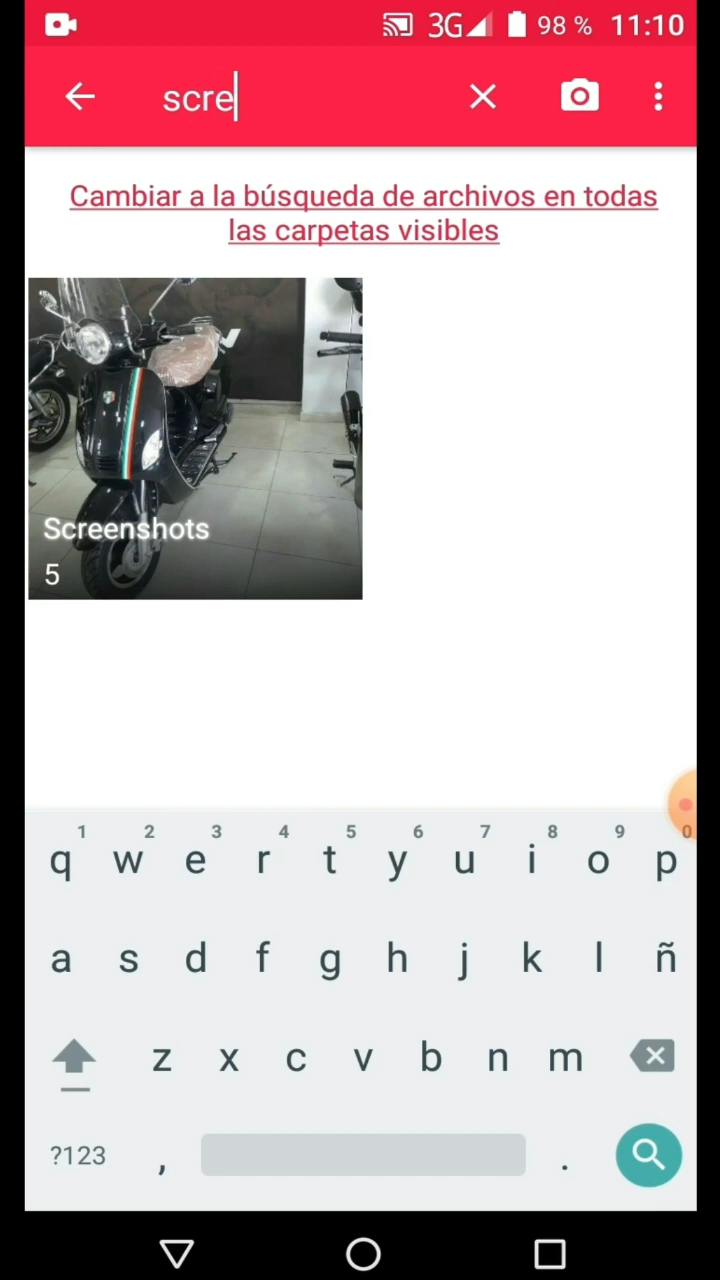 3G 98 % 11:10
scre
Cambiar a la búsqueda de archivos en todas
las carpetas visibles
Screenshots
5
1 2 3 4 5 6 7 8 9 0
q w e r t y u i o p
a s d f g h j k l ñ
z x c v b n m
?123 , .